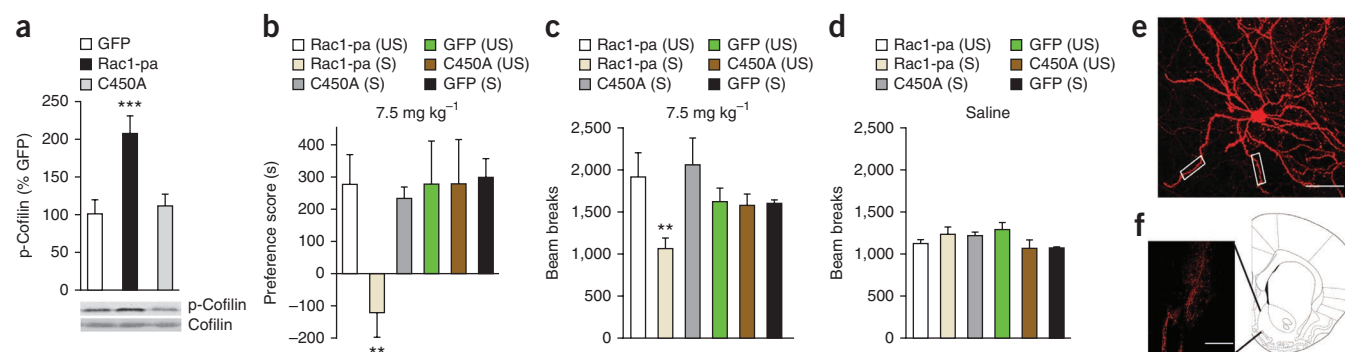 a
GFP
Rac1-pa
C450A
***
250
200
150
100
50
0
p-Cofilin (% GFP)
p-Cofilin
Cofilin
b
Rac1-pa (US) GFP (US)
Rac1-pa (S) C450A (US)
C450A (S) GFP (S)
7.5 mg kg⁻¹
400
300
200
100
0
−100
−200
Preference score (s)
**
c
Rac1-pa (US) GFP (US)
Rac1-pa (S) C450A (US)
C450A (S) GFP (S)
7.5 mg kg⁻¹
2,500
2,000
1,500
1,000
500
0
Beam breaks
**
d
Rac1-pa (US) GFP (US)
Rac1-pa (S) C450A (US)
C450A (S) GFP (S)
Saline
2,500
2,000
1,500
1,000
500
0
Beam breaks
e
f